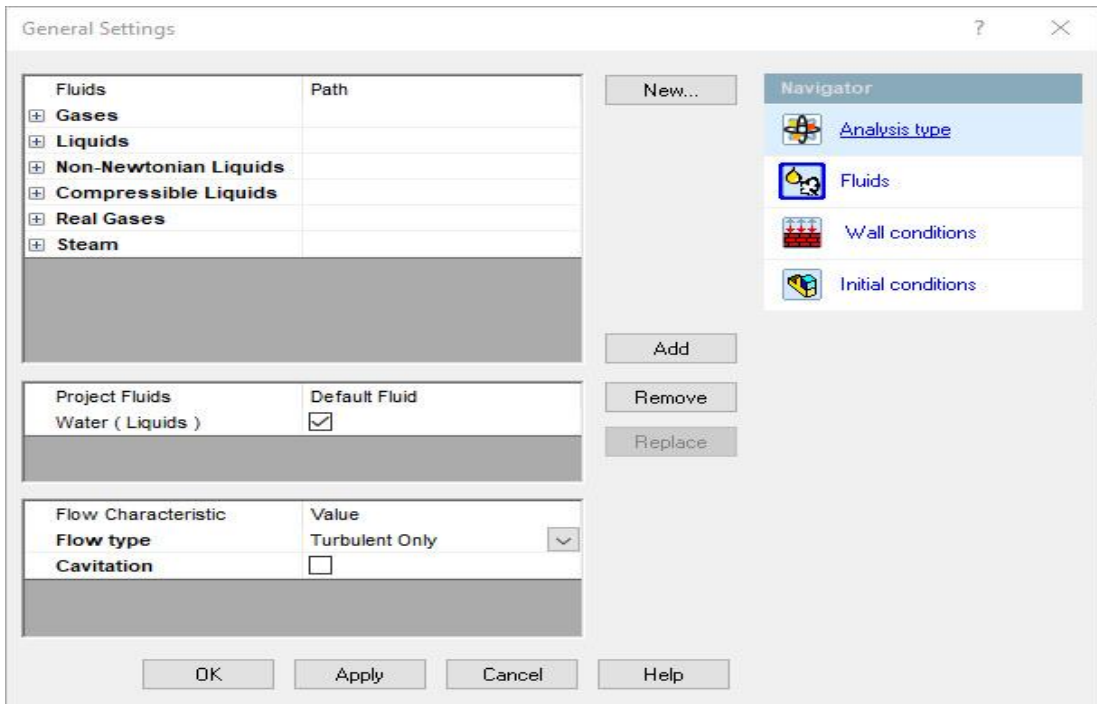 General Settings
Fluids Path
Gases
Liquids
Non-Newtonian Liquids
Compressible Liquids
Real Gases
Steam
New...
Add
Navigator
Analysis type
Fluids
Wall conditions
Initial conditions
Project Fluids Default Fluid
Water ( Liquids )
Remove
Replace
Flow Characteristic Value
Flow type Turbulent Only
Cavitation
OK Apply Cancel Help